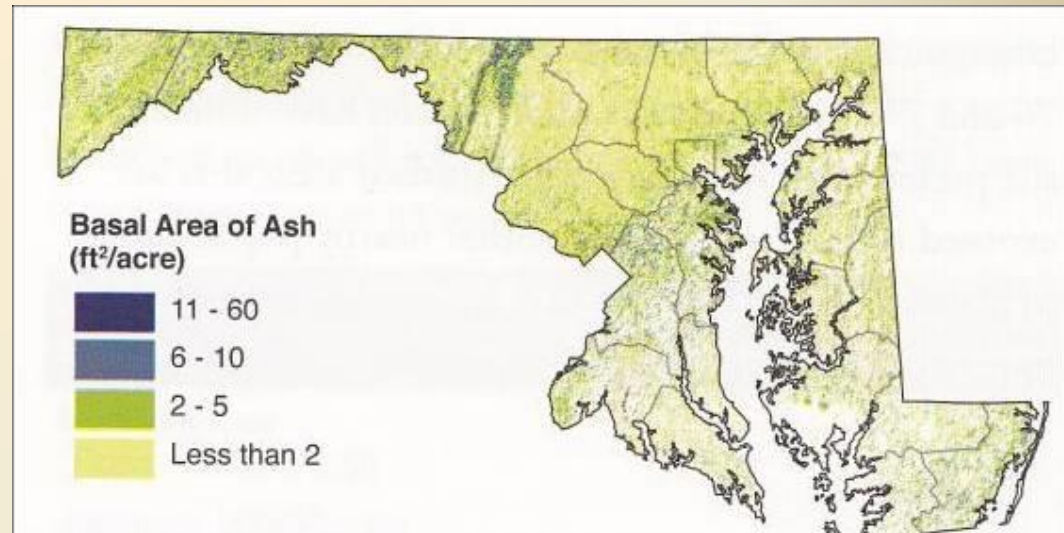 Basal Area of Ash
(ft²/acre)
11 - 60
6 - 10
2 - 5
Less than 2